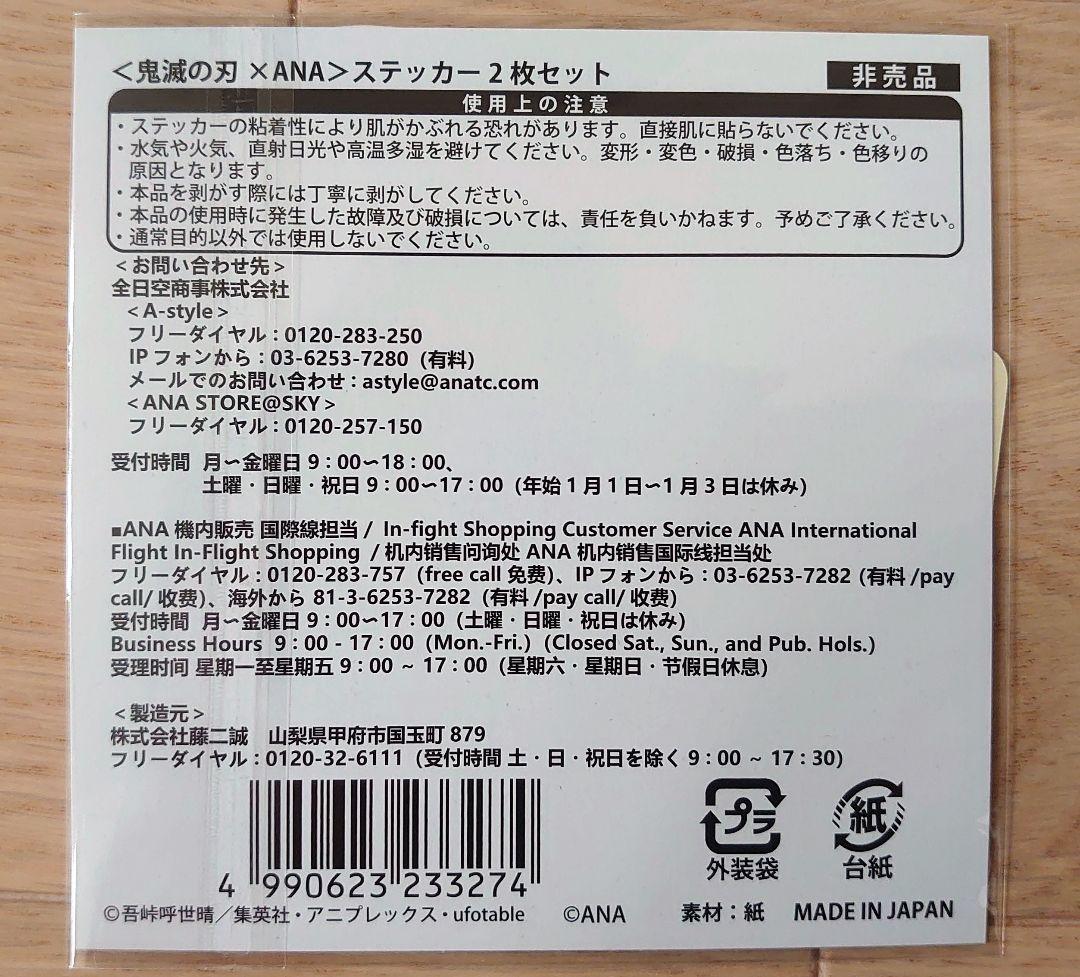 ＜鬼滅の刃 ×ANA＞ステッカー 2 枚セット
非売品
使用上の注意
・ステッカーの粘着性により肌がかぶれる恐れがあります。直接肌に貼らないでください。
・水気や火気、直射日光や高温多湿を避けてください。変形・変色・破損・色落ち・色移りの
原因となります。
・本品を剥がす際には丁寧に剥がしてください。
・本品の使用時に発生した故障及び破損については、責任を負いかねます。予めご了承ください。
・通常目的以外では使用しないでください。
＜お問い合わせ先＞
全日空商事株式会社
＜A-style＞
フリーダイヤル：0120-283-250
IP フォンから：03-6253-7280（有料）
メールでのお問い合わせ：astyle@anatc.com
＜ANA STORE@SKY＞
フリーダイヤル：0120-257-150
受付時間 月〜金曜日 9：00〜18：00、
土曜・日曜・祝日 9：00〜17：00（年始 1 月 1 日〜1 月 3 日は休み）
■ANA 機内販売 国際線担当 / In-fight Shopping Customer Service ANA International
Flight In-Flight Shopping / 机内销售问询处 ANA 机内销售国际线担当处
フリーダイヤル：0120-283-757（free call 免费）、IP フォンから：03-6253-7282（有料 /pay
call/ 收费）、海外から 81-3-6253-7282（有料 /pay call/ 收费）
受付時間 月〜金曜日 9：00〜17：00（土曜・日曜・祝日は休み）
Business Hours 9：00 - 17：00（Mon.-Fri.）(Closed Sat., Sun., and Pub. Hols.)
受理时间 星期一至星期五 9：00 ~ 17：00（星期六・星期日・节假日休息）
＜製造元＞
株式会社藤二誠 山梨県甲府市国玉町 879
フリーダイヤル：0120-32-6111（受付時間 土・日・祝日を除く 9：00 ~ 17：30）
プラ
外装袋
紙
台紙
4 990623 233274
©吾峠呼世晴／集英社・アニプレックス・ufotable ©ANA 素材：紙 MADE IN JAPAN